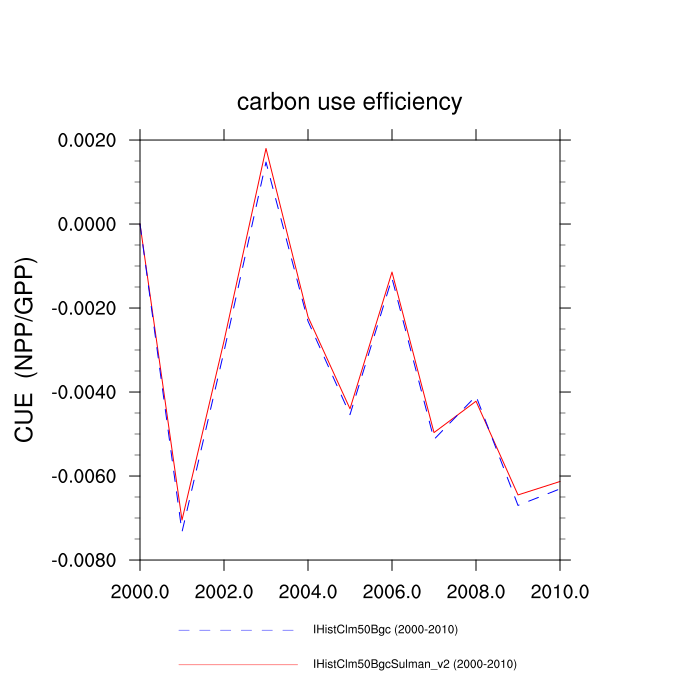 carbon use efficiency
0.0020
0.0000
-0.0020
-0.0040
-0.0060
-0.0080
CUE (NPP/GPP)
2000.0 2002.0 2004.0 2006.0 2008.0 2010.0
IHistClm50Bgc (2000-2010)
IHistClm50BgcSulman_v2 (2000-2010)